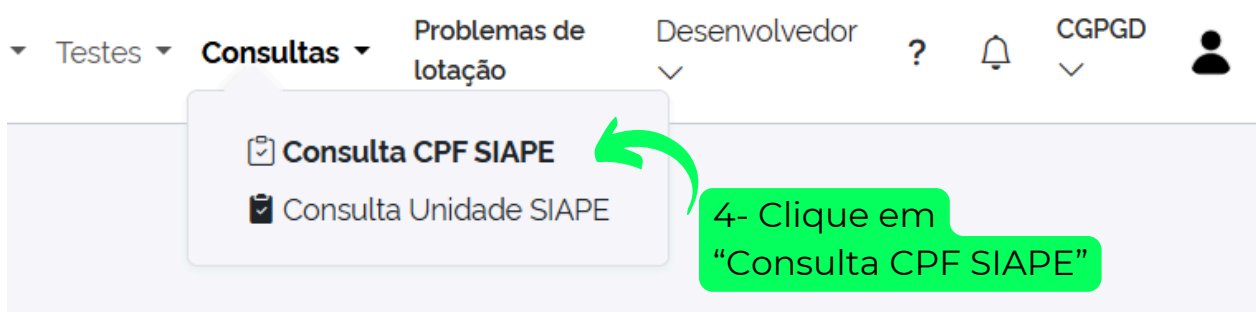 Testes
Consultas
Problemas de
lotação
Desenvolvedor
?
CGPGD
Consulta CPF SIAPE
Consulta Unidade SIAPE
4- Clique em
“Consulta CPF SIAPE”